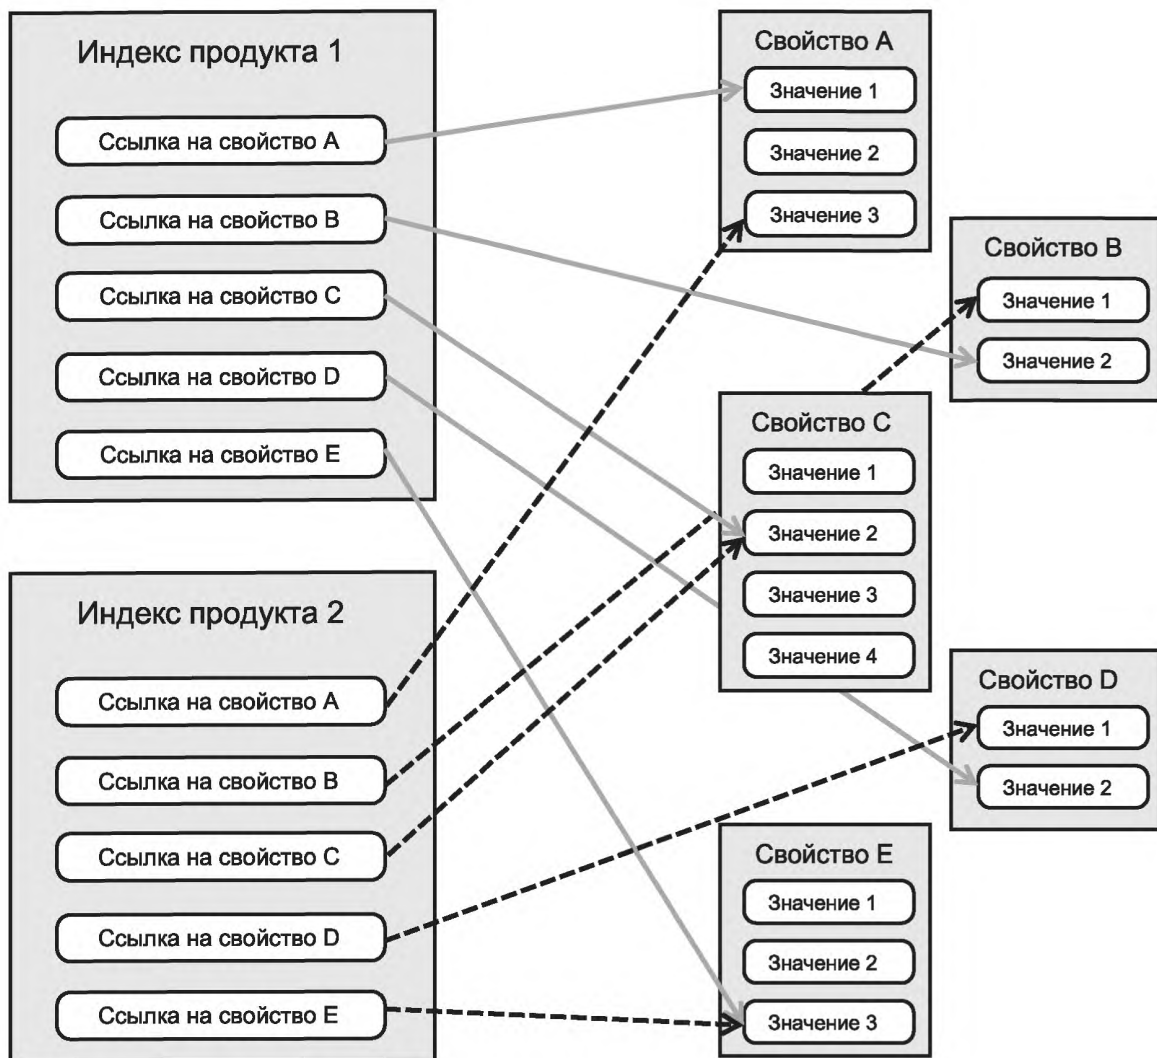 Индекс продукта 1
Ссылка на свойство A
Ссылка на свойство B
Ссылка на свойство C
Ссылка на свойство D
Ссылка на свойство E
Индекс продукта 2
Ссылка на свойство A
Ссылка на свойство B
Ссылка на свойство C
Ссылка на свойство D
Ссылка на свойство E
Свойство A
Значение 1
Значение 2
Значение 3
Свойство B
Значение 1
Значение 2
Свойство C
Значение 1
Значение 2
Значение 3
Значение 4
Свойство D
Значение 1
Значение 2
Свойство E
Значение 1
Значение 2
Значение 3